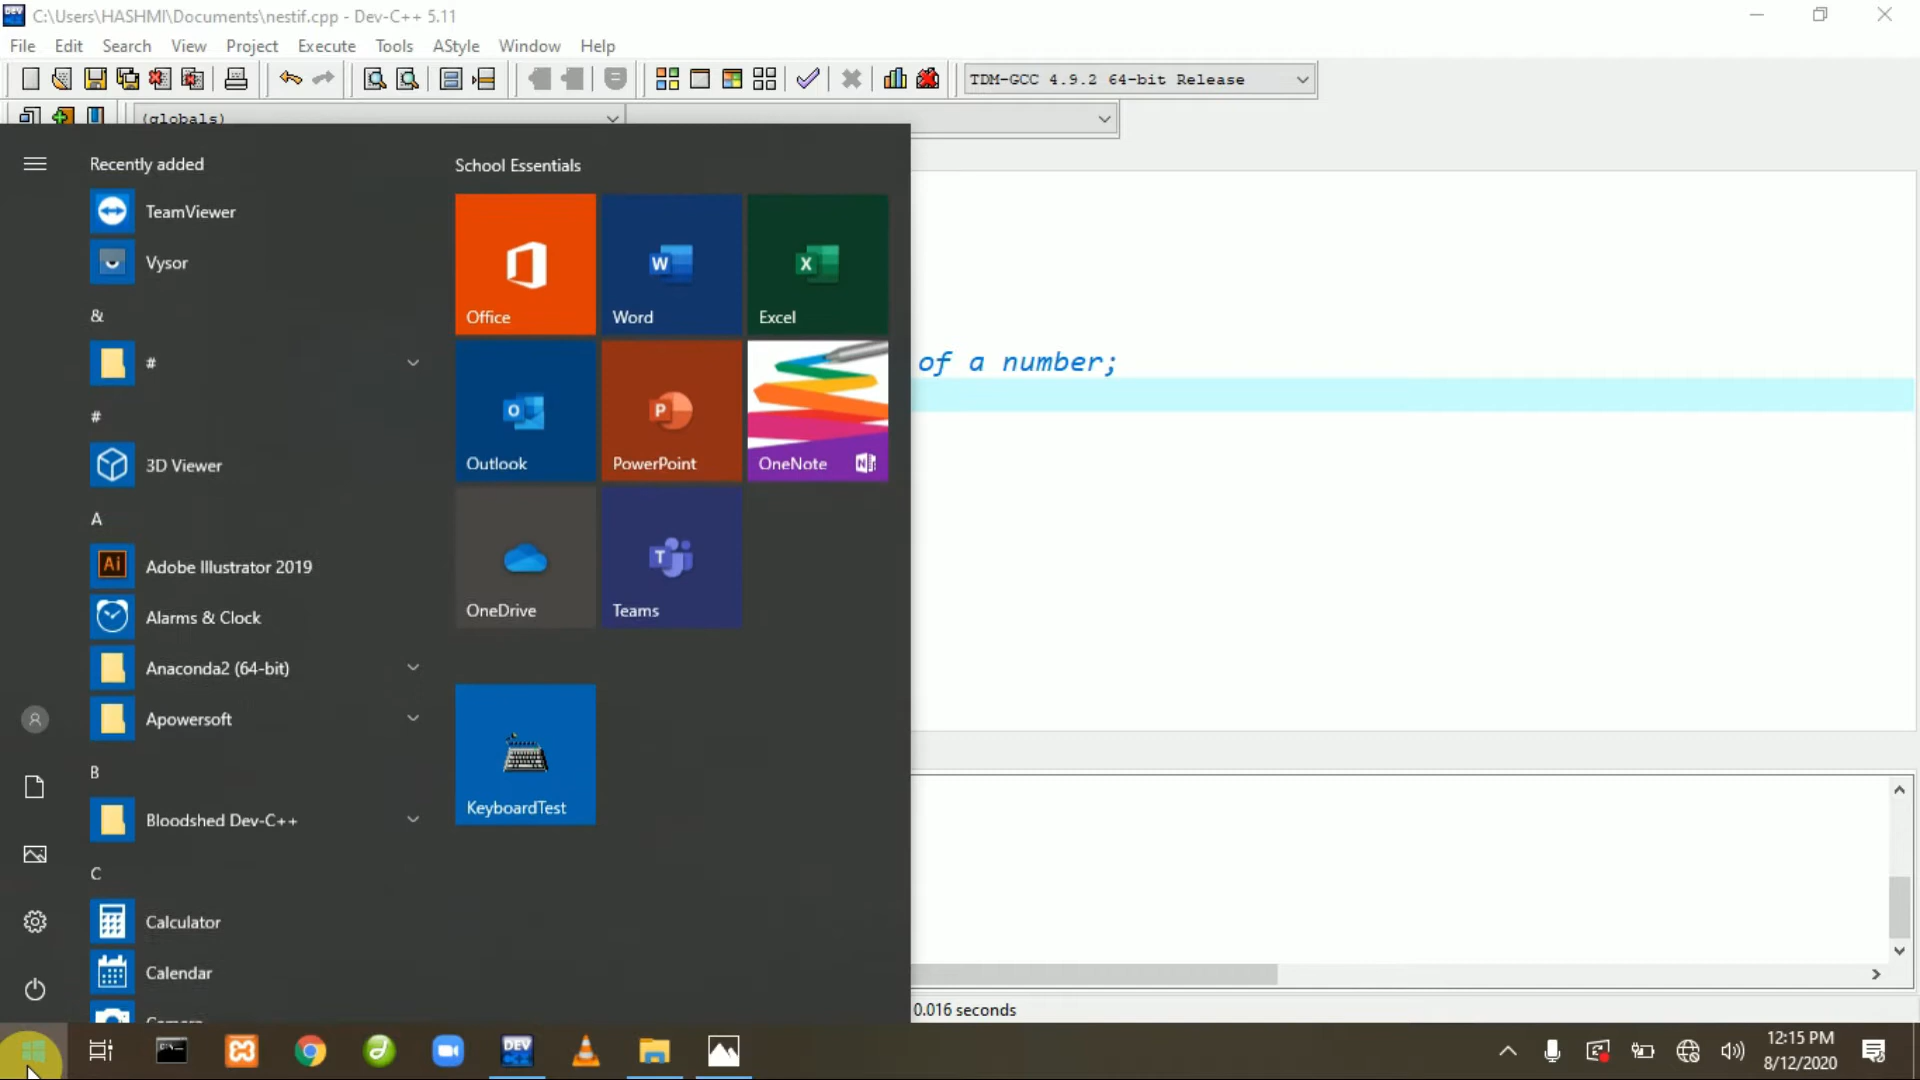 C:\Users\HASHMI\Documents\nestif.cpp - Dev-C++ 5.11
File Edit Search View Project Execute Tools AStyle Window Help
TDM-GCC 4.9.2 64-bit Release
(globals)
Recently added
TeamViewer
Vysor
&
#
#
3D Viewer
A
Adobe Illustrator 2019
Alarms & Clock
Anaconda2 (64-bit)
Apowersoft
B
Bloodshed Dev-C++
C
Calculator
Calendar
School Essentials
Office
Word
Excel
Outlook
PowerPoint
OneNote
OneDrive
Teams
KeyboardTest
of a number;
0.016 seconds
12:15 PM
8/12/2020